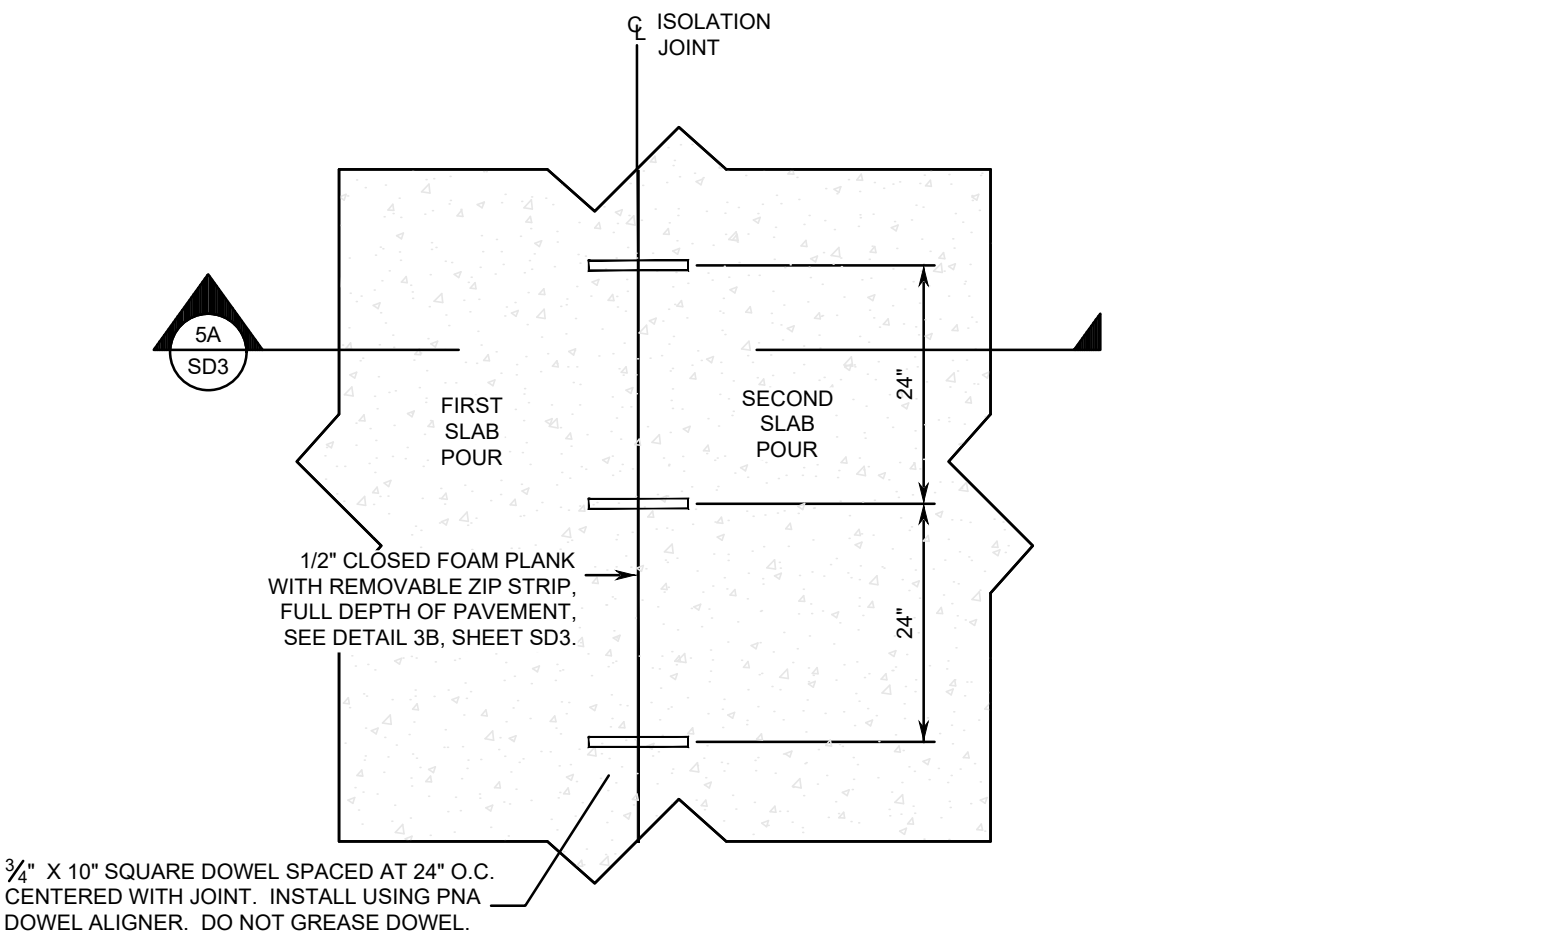 ℄ ISOLATION
JOINT
5A
SD3
FIRST
SLAB
POUR
SECOND
SLAB
POUR
24"
24"
1/2" CLOSED FOAM PLANK
WITH REMOVABLE ZIP STRIP,
FULL DEPTH OF PAVEMENT,
SEE DETAIL 3B, SHEET SD3.
3/4" X 10" SQUARE DOWEL SPACED AT 24" O.C.
CENTERED WITH JOINT. INSTALL USING PNA
DOWEL ALIGNER. DO NOT GREASE DOWEL.